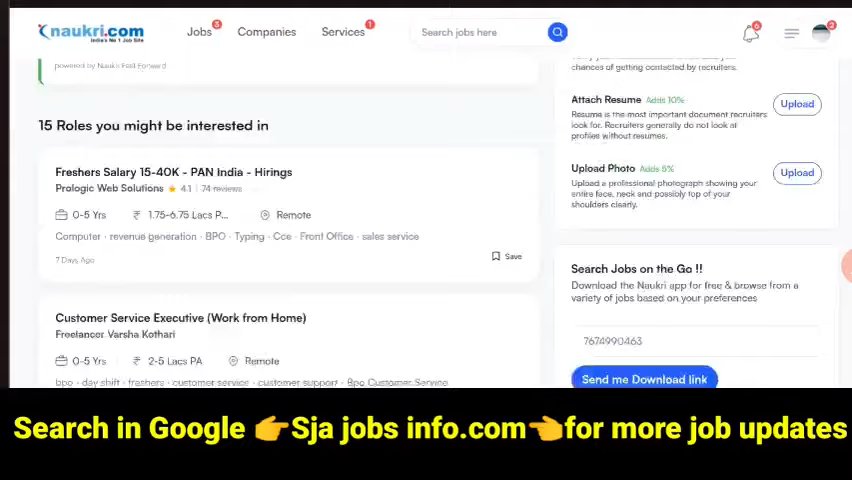 naukri.com
India's No 1 Job Site
Jobs
3
Companies
Services
1
Search jobs here
6
2
powered by Naukri Fast Forward
15 Roles you might be interested in
Freshers Salary 15-40K - PAN India - Hirings
Prologic Web Solutions ★ 4.1 | 74 reviews
0-5 Yrs ₹ 1.75-6.75 Lacs P... Remote
Computer · revenue generation · BPO · Typing · Cce · Front Office · sales service
7 Days Ago
Save
Customer Service Executive (Work from Home)
Freelancer Varsha Kothari
0-5 Yrs ₹ 2-5 Lacs PA Remote
bpo · day shift · freshers · customer service · customer support · Bpo Customer Service
chances of getting contacted by recruiters.
Attach Resume Adds 10%
Resume is the most important document recruiters
look for. Recruiters generally do not look at
profiles without resumes.
Upload
Upload Photo Adds 5%
Upload a professional photograph showing your
entire face, neck and possibly top of your
shoulders clearly.
Upload
Search Jobs on the Go !!
Download the Naukri app for free & browse from a
variety of jobs based on your preferences
7674990463
Send me Download link
Search in Google 👉Sja jobs info.com👈for more job updates